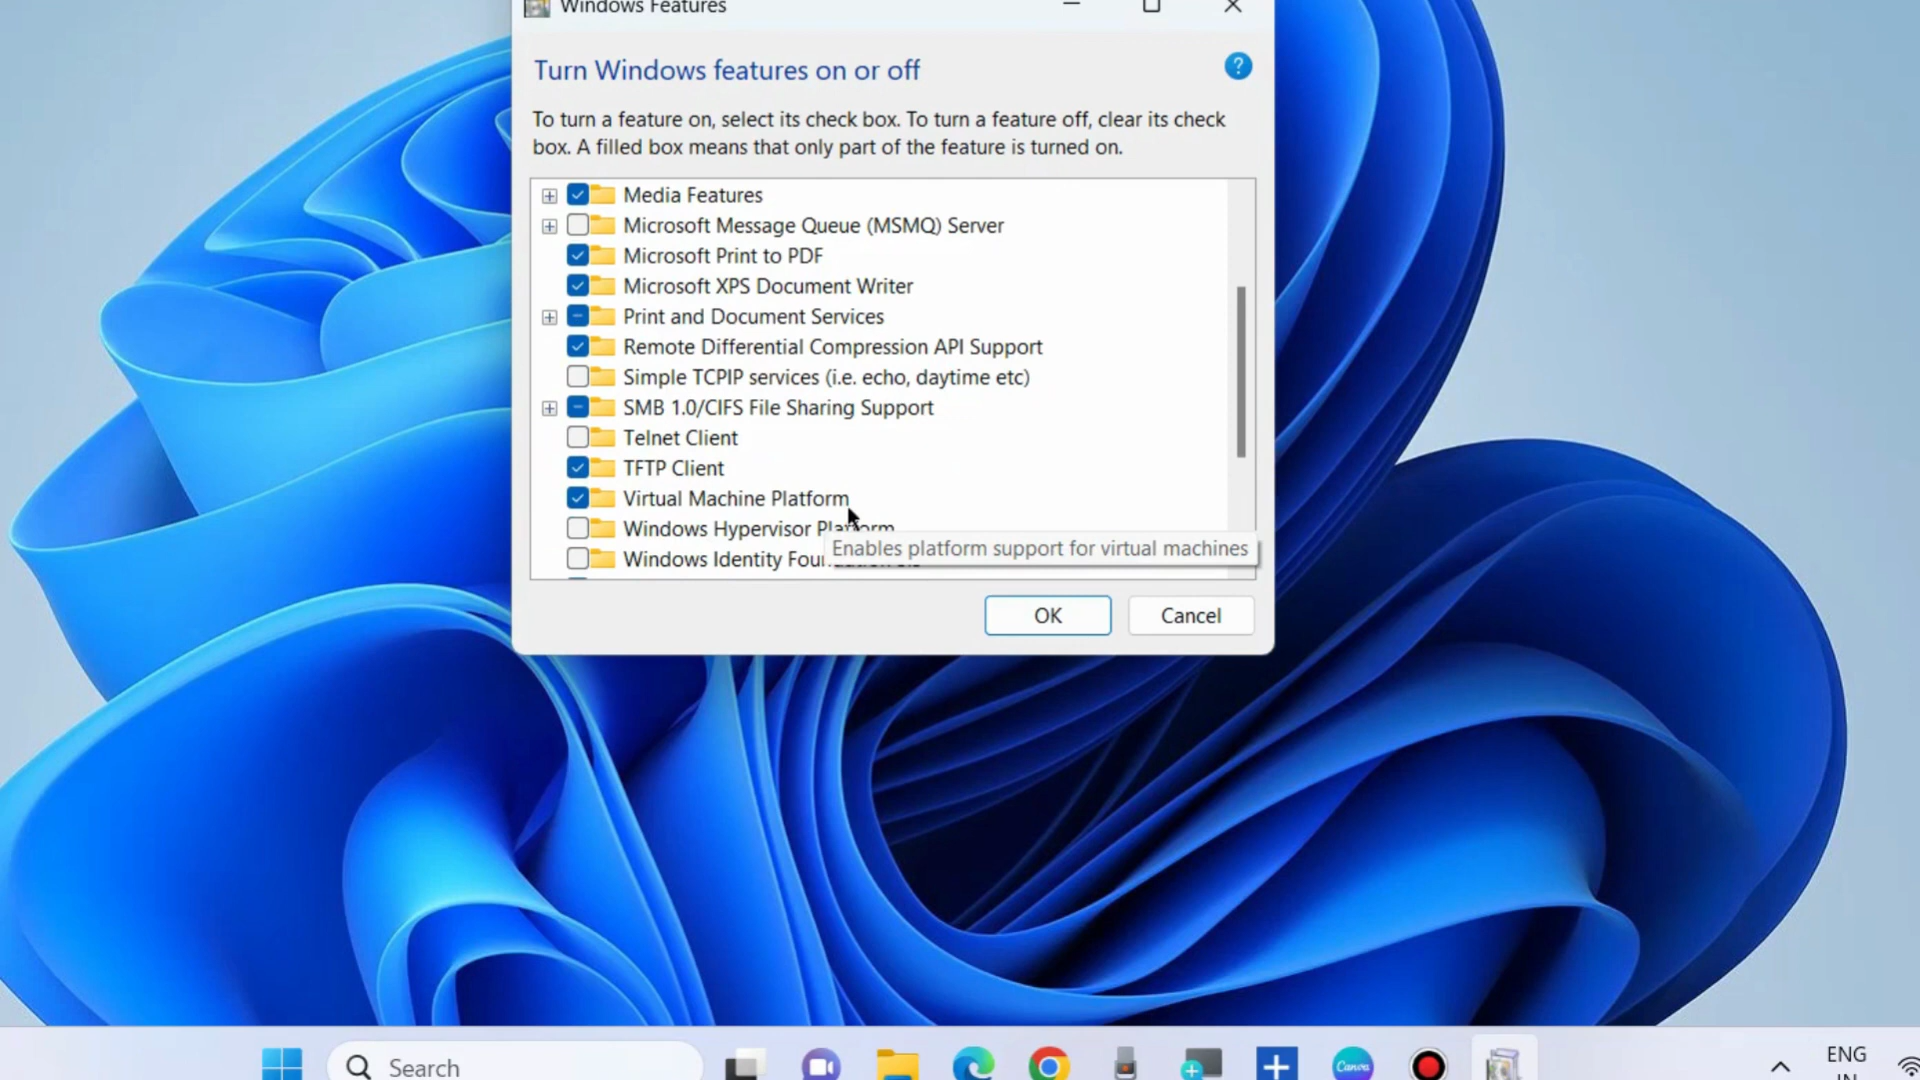 Windows Features
Turn Windows features on or off
?
To turn a feature on, select its check box. To turn a feature off, clear its check
box. A filled box means that only part of the feature is turned on.
Media Features
Microsoft Message Queue (MSMQ) Server
Microsoft Print to PDF
Microsoft XPS Document Writer
Print and Document Services
Remote Differential Compression API Support
Simple TCPIP services (i.e. echo, daytime etc)
SMB 1.0/CIFS File Sharing Support
Telnet Client
TFTP Client
Virtual Machine Platform
Windows Hypervisor Platform
Enables platform support for virtual machines
Windows Identity
OK Cancel
Search
Canva
ENG
IN